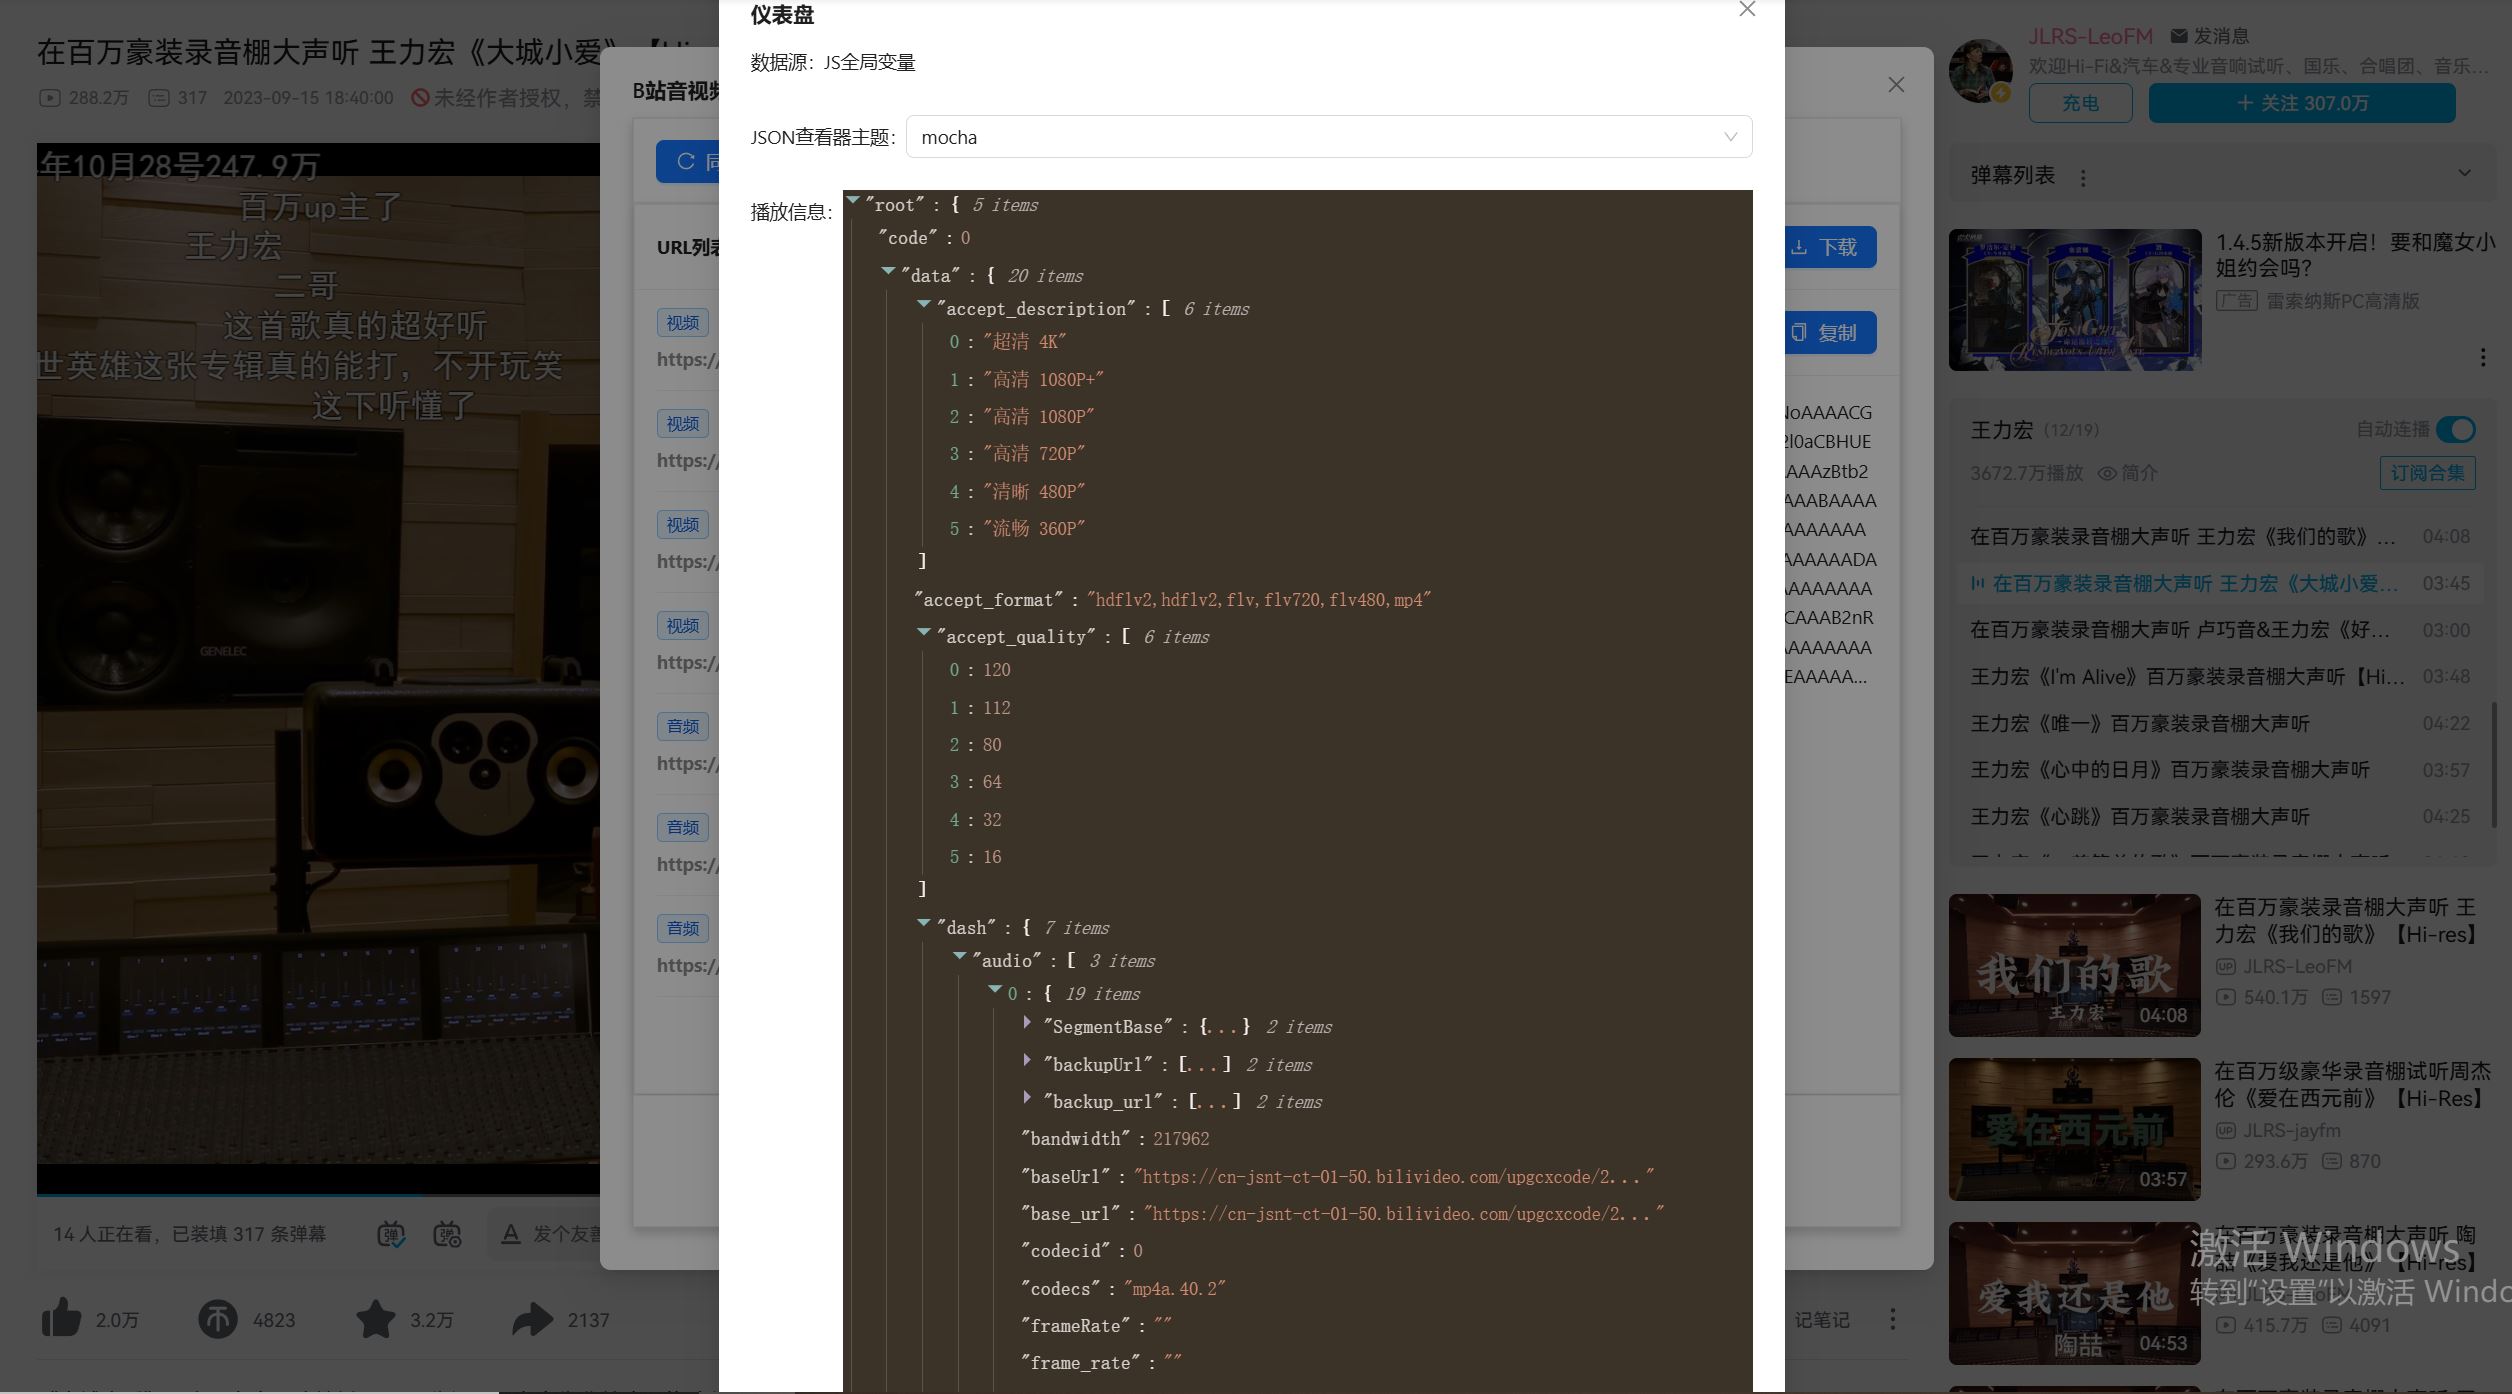 在百万豪装录音棚大声听 王力宏《大城小爱》
288.2万 317 2023-09-15 18:40:00 未经作者授权，禁
年10月28号247.9万
百万up主了
王力宏
二哥
这首歌真的超好听
世英雄这张专辑真的能打，不开玩笑
这下听懂了
GENELEC
14 人正在看，已装填 317 条弹幕
发个友善
2.0万 4823 3.2万 2137
B站音视频
URL列表
视频
https://
视频
https://
视频
https://
视频
https://
音频
https://
音频
https://
音频
https://
仪表盘
数据源：JS全局变量
JSON查看器主题： mocha
播放信息：
"root" : { 5 items
"code" : 0
"data" : { 20 items
"accept_description" : [ 6 items
0 : "超清 4K"
1 : "高清 1080P+"
2 : "高清 1080P"
3 : "高清 720P"
4 : "清晰 480P"
5 : "流畅 360P"
]
"accept_format" : "hdflv2,hdflv2,flv,flv720,flv480,mp4"
"accept_quality" : [ 6 items
0 : 120
1 : 112
2 : 80
3 : 64
4 : 32
5 : 16
]
"dash" : { 7 items
"audio" : [ 3 items
0 : { 19 items
"SegmentBase" : {...} 2 items
"backupUrl" : [...] 2 items
"backup_url" : [...] 2 items
"bandwidth" : 217962
"baseUrl" : "https://cn-jsnt-ct-01-50.bilivideo.com/upgcxcode/2..."
"base_url" : "https://cn-jsnt-ct-01-50.bilivideo.com/upgcxcode/2..."
"codecid" : 0
"codecs" : "mp4a.40.2"
"frameRate" : ""
"frame_rate" : ""
下载
复制
NoAAAACG
2l0aCBHUE
AAAzBtb2
AAABAAAA
AAAAAAA
AAAAAADA
AAAAAAAA
CAAAB2nR
AAAAAAAA
EAAAAA...
记笔记
JLRS-LeoFM 发消息
欢迎Hi-Fi&汽车&专业音响试听、国乐、合唱团、音乐...
充电
＋ 关注 307.0万
弹幕列表
1.4.5新版本开启！要和魔女小
姐约会吗？
广告 雷索纳斯PC高清版
王力宏（12/19） 自动连播
3672.7万播放 简介 订阅合集
在百万豪装录音棚大声听 王力宏《我们的歌》... 04:08
在百万豪装录音棚大声听 王力宏《大城小爱... 03:45
在百万豪装录音棚大声听 卢巧音&王力宏《好... 03:00
王力宏《I'm Alive》百万豪装录音棚大声听【Hi... 03:48
王力宏《唯一》百万豪装录音棚大声听 04:22
王力宏《心中的日月》百万豪装录音棚大声听 03:57
王力宏《心跳》百万豪装录音棚大声听 04:25
我们的歌
王力宏
04:08
在百万豪装录音棚大声听 王
力宏《我们的歌》【Hi-res】
JLRS-LeoFM
540.1万 1597
爱在西元前
03:57
在百万级豪华录音棚试听周杰
伦《爱在西元前》【Hi-Res】
JLRS-jayfm
293.6万 870
爱我还是他
陶喆
04:53
在百万豪装录音棚大声听 陶
喆《爱我还是他》【Hi-res】
415.7万 4091
激活 Windows
转到“设置”以激活 Windo